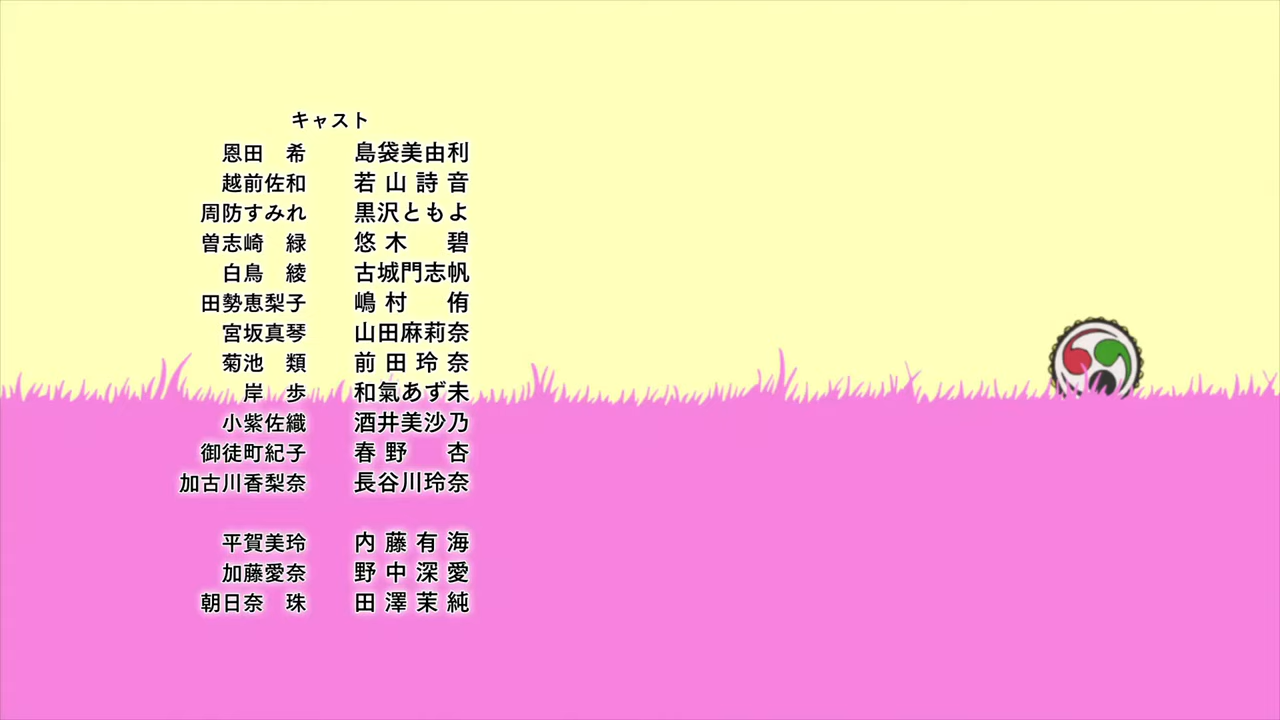 キャスト
恩田　希　島袋美由利
越前佐和　若山詩音
周防すみれ　黒沢ともよ
曽志崎　緑　悠木　碧
白鳥　綾　古城門志帆
田勢恵梨子　嶋村　侑
宮坂真琴　山田麻莉奈
菊池　類　前田玲奈
岸　歩　和氣あず未
小紫佐織　酒井美沙乃
御徒町紀子　春野　杏
加古川香梨奈　長谷川玲奈
平賀美玲　内藤有海
加藤愛奈　野中深愛
朝日奈　珠　田澤茉純